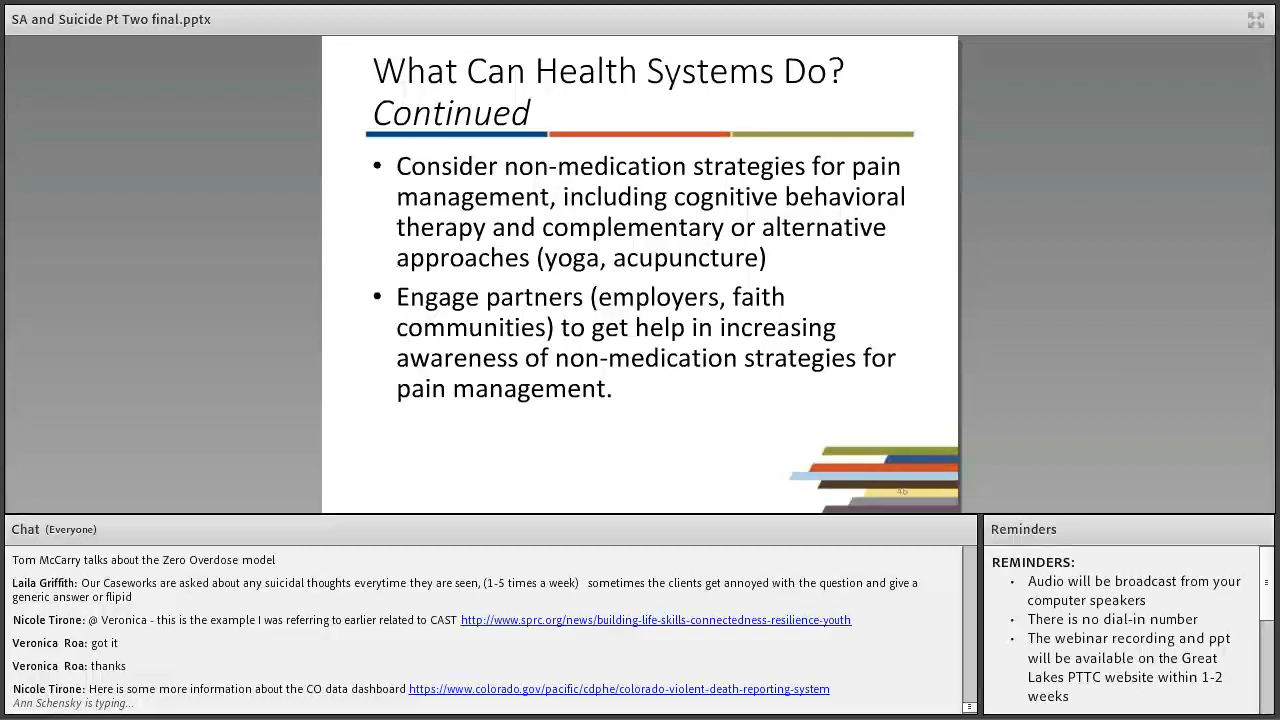 SA and Suicide Pt Two final.pptx
What Can Health Systems Do?
Continued
• Consider non-medication strategies for pain
management, including cognitive behavioral
therapy and complementary or alternative
approaches (yoga, acupuncture)
• Engage partners (employers, faith
communities) to get help in increasing
awareness of non-medication strategies for
pain management.
46
Chat (Everyone)
Tom McCarry talks about the Zero Overdose model
Laila Griffith: Our Caseworks are asked about any suicidal thoughts everytime they are seen, (1-5 times a week) sometimes the clients get annoyed with the question and give a
generic answer or flipid
Nicole Tirone: @ Veronica - this is the example I was referring to earlier related to CAST http://www.sprc.org/news/building-life-skills-connectedness-resilience-youth
Veronica Roa: got it
Veronica Roa: thanks
Nicole Tirone: Here is some more information about the CO data dashboard https://www.colorado.gov/pacific/cdphe/colorado-violent-death-reporting-system
Ann Schensky is typing...
Reminders
REMINDERS:
• Audio will be broadcast from your
computer speakers
• There is no dial-in number
• The webinar recording and ppt
will be available on the Great
Lakes PTTC website within 1-2
weeks